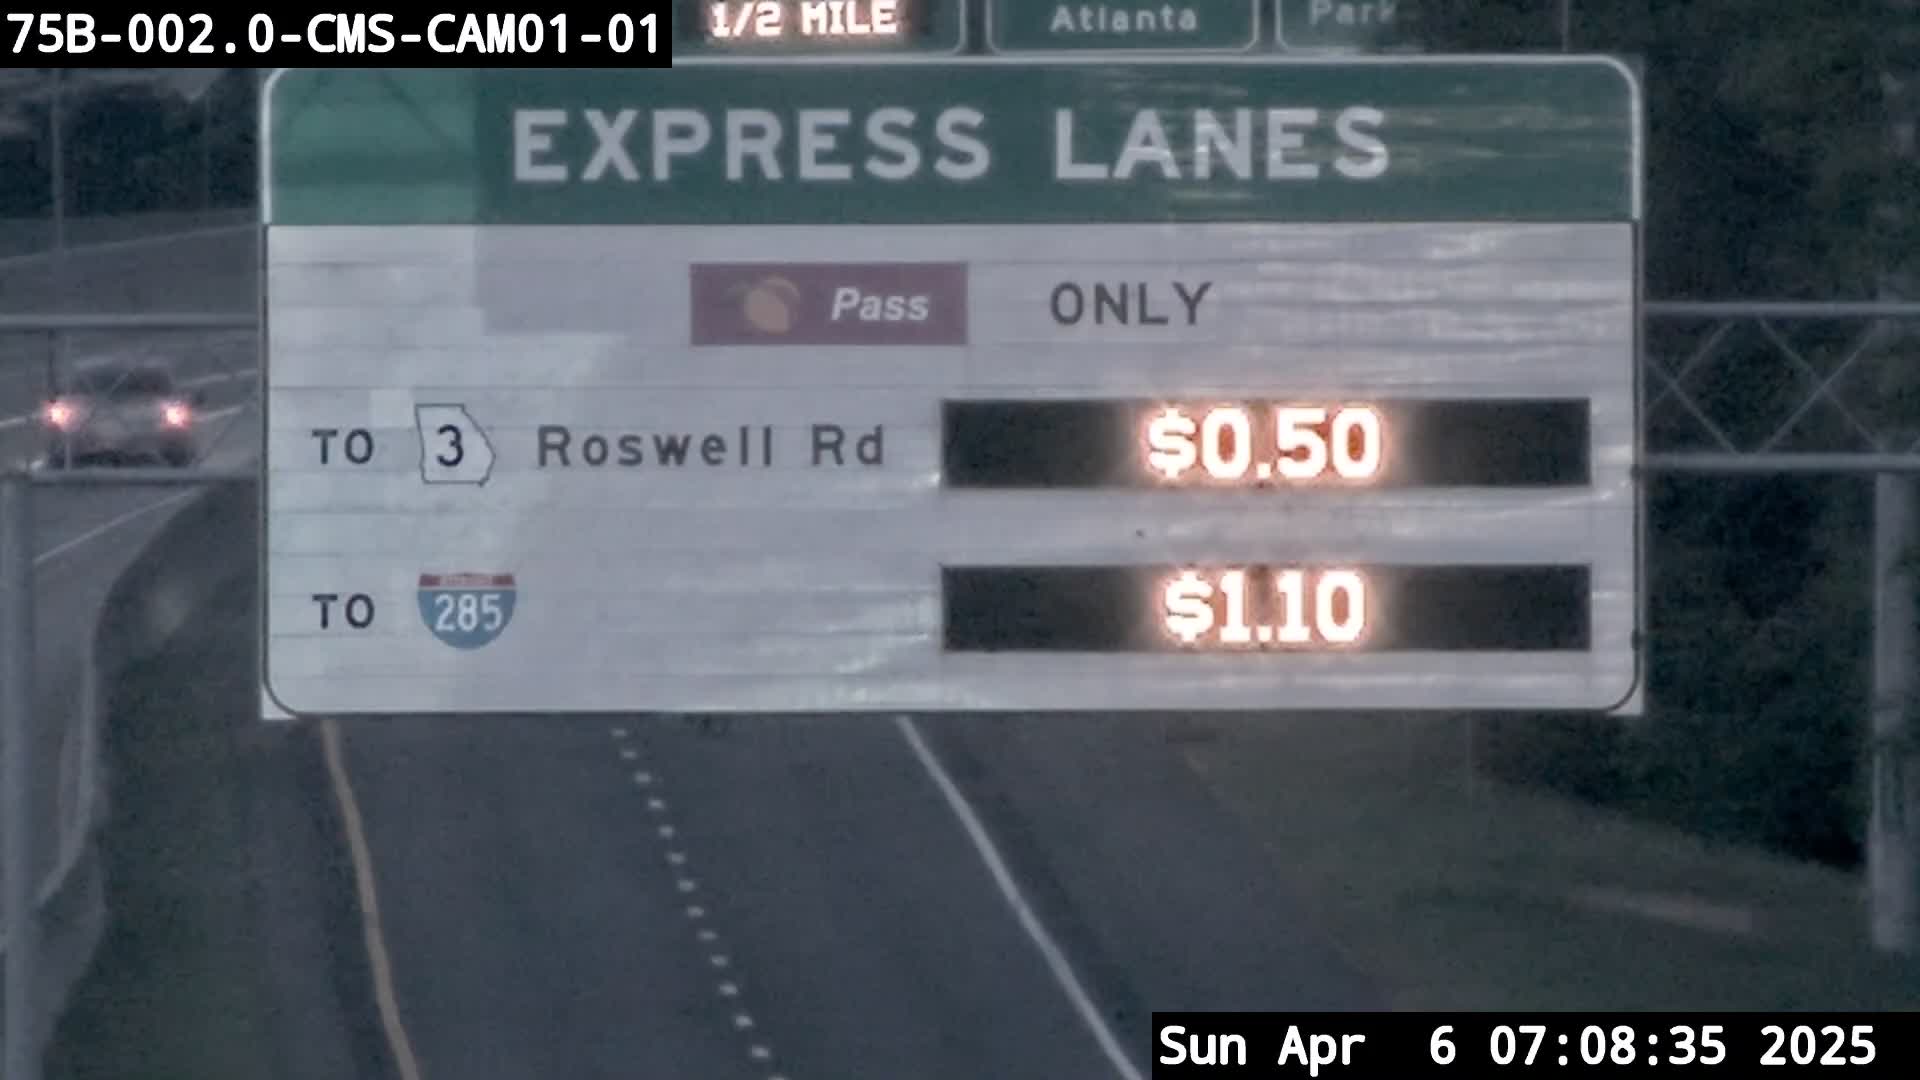 75B-002.0-CMS-CAM01-01
1/2 MILE
Atlanta
Park
EXPRESS LANES
Pass ONLY
TO 3 Roswell Rd $0.50
TO 285 $1.10
Sun Apr 6 07:08:35 2025